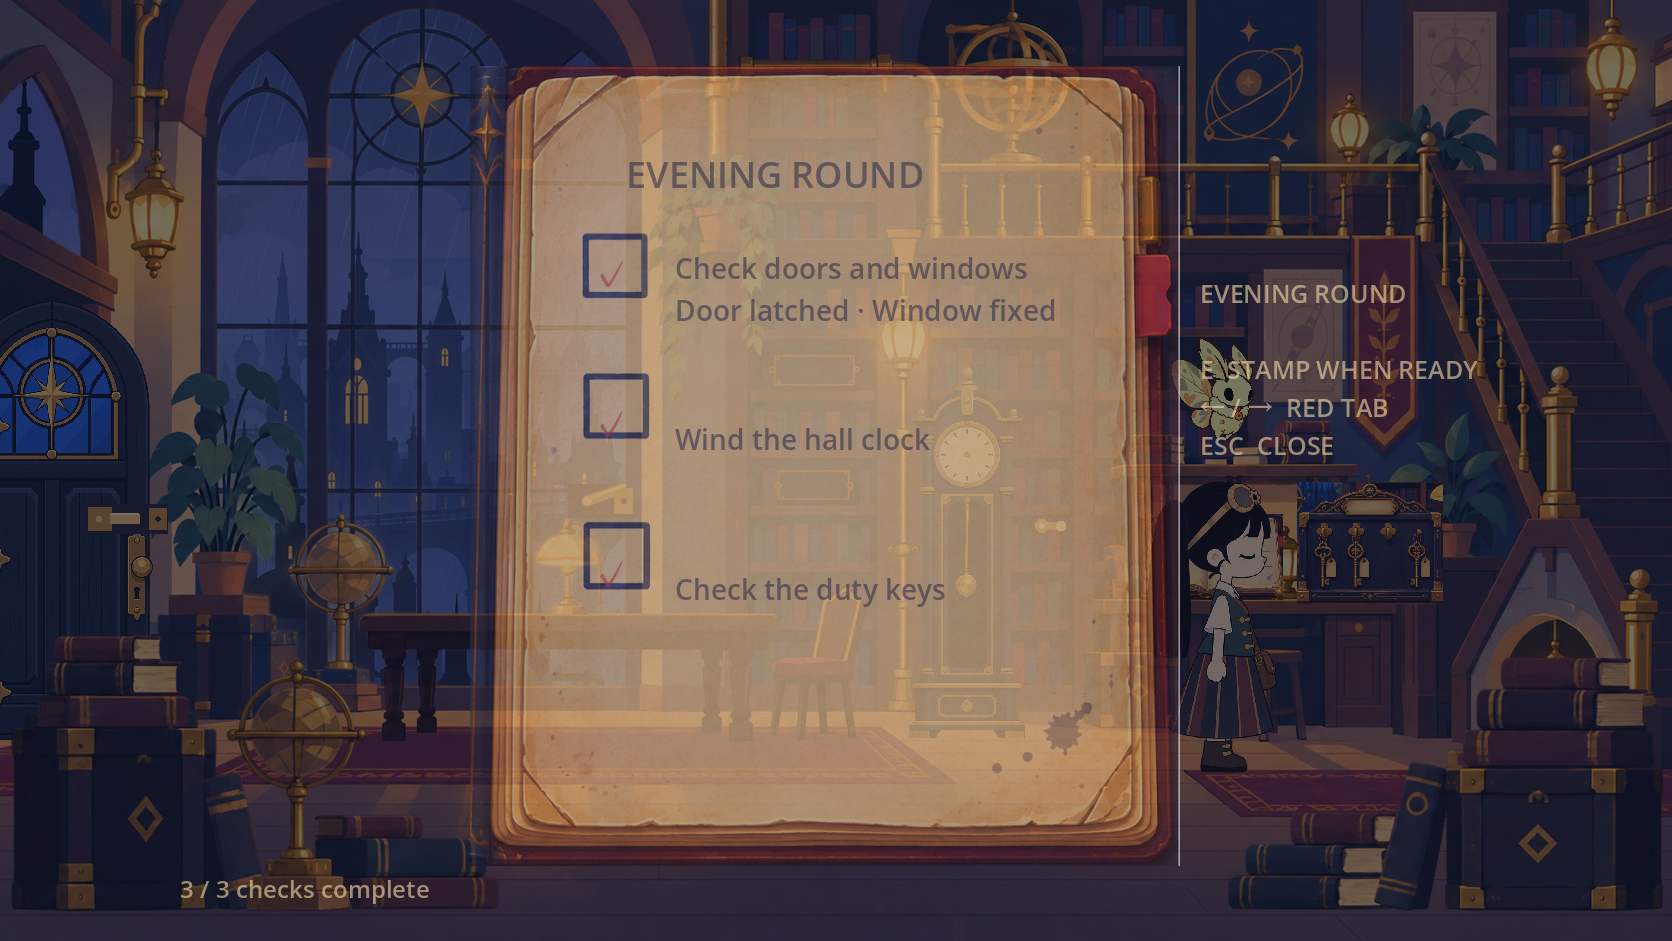 EVENING ROUND
Check doors and windows
Door latched · Window fixed
Wind the hall clock
Check the duty keys
EVENING ROUND
E STAMP WHEN READY
← / → RED TAB
ESC CLOSE
3 / 3 checks complete